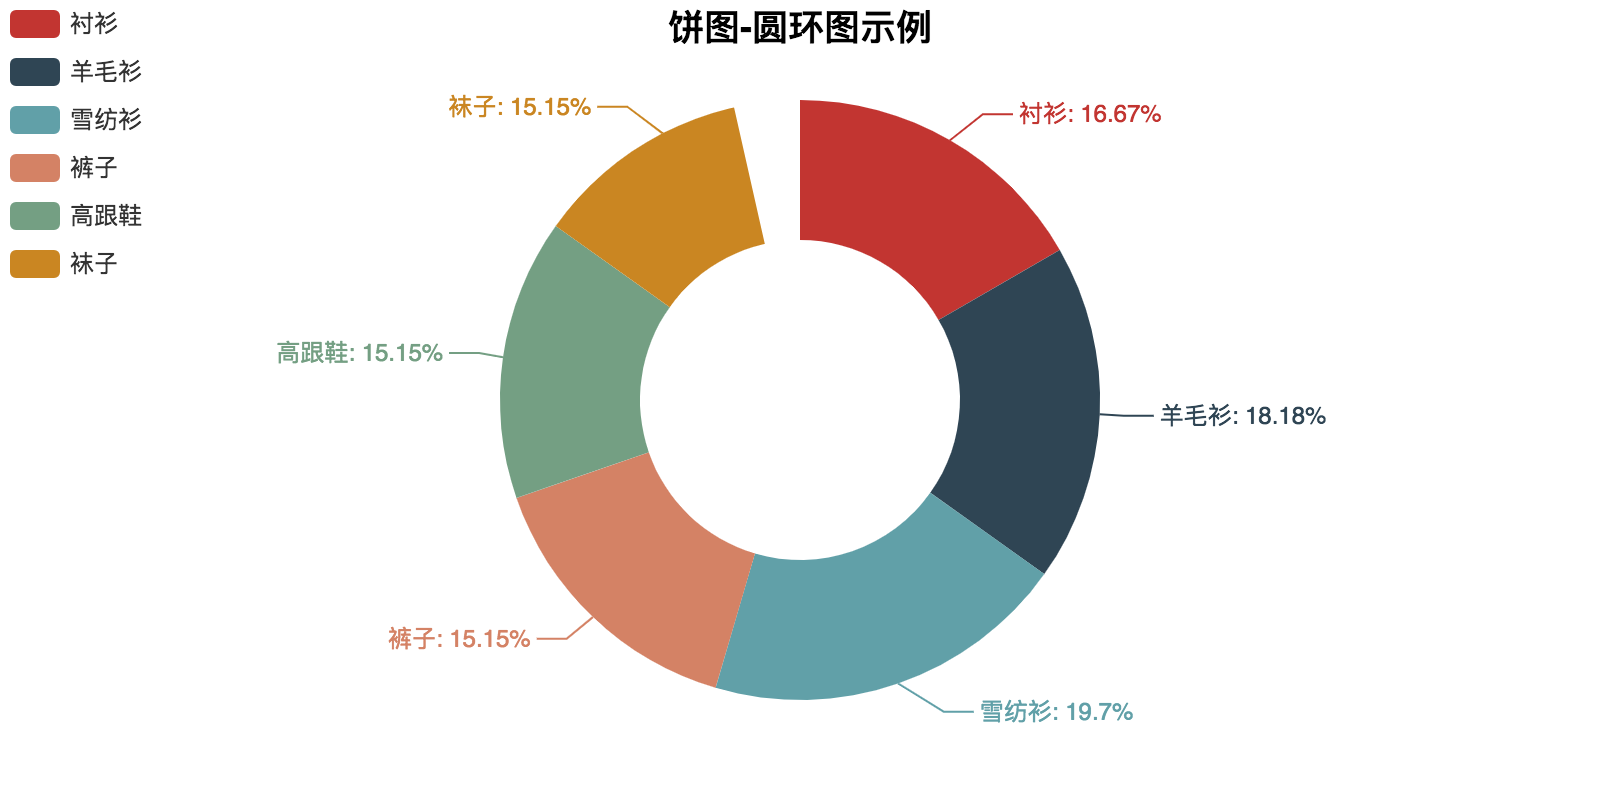 饼图-圆环图示例
衬衫
羊毛衫
雪纺衫
裤子
高跟鞋
袜子
袜子: 15.15%
衬衫: 16.67%
高跟鞋: 15.15%
羊毛衫: 18.18%
裤子: 15.15%
雪纺衫: 19.7%